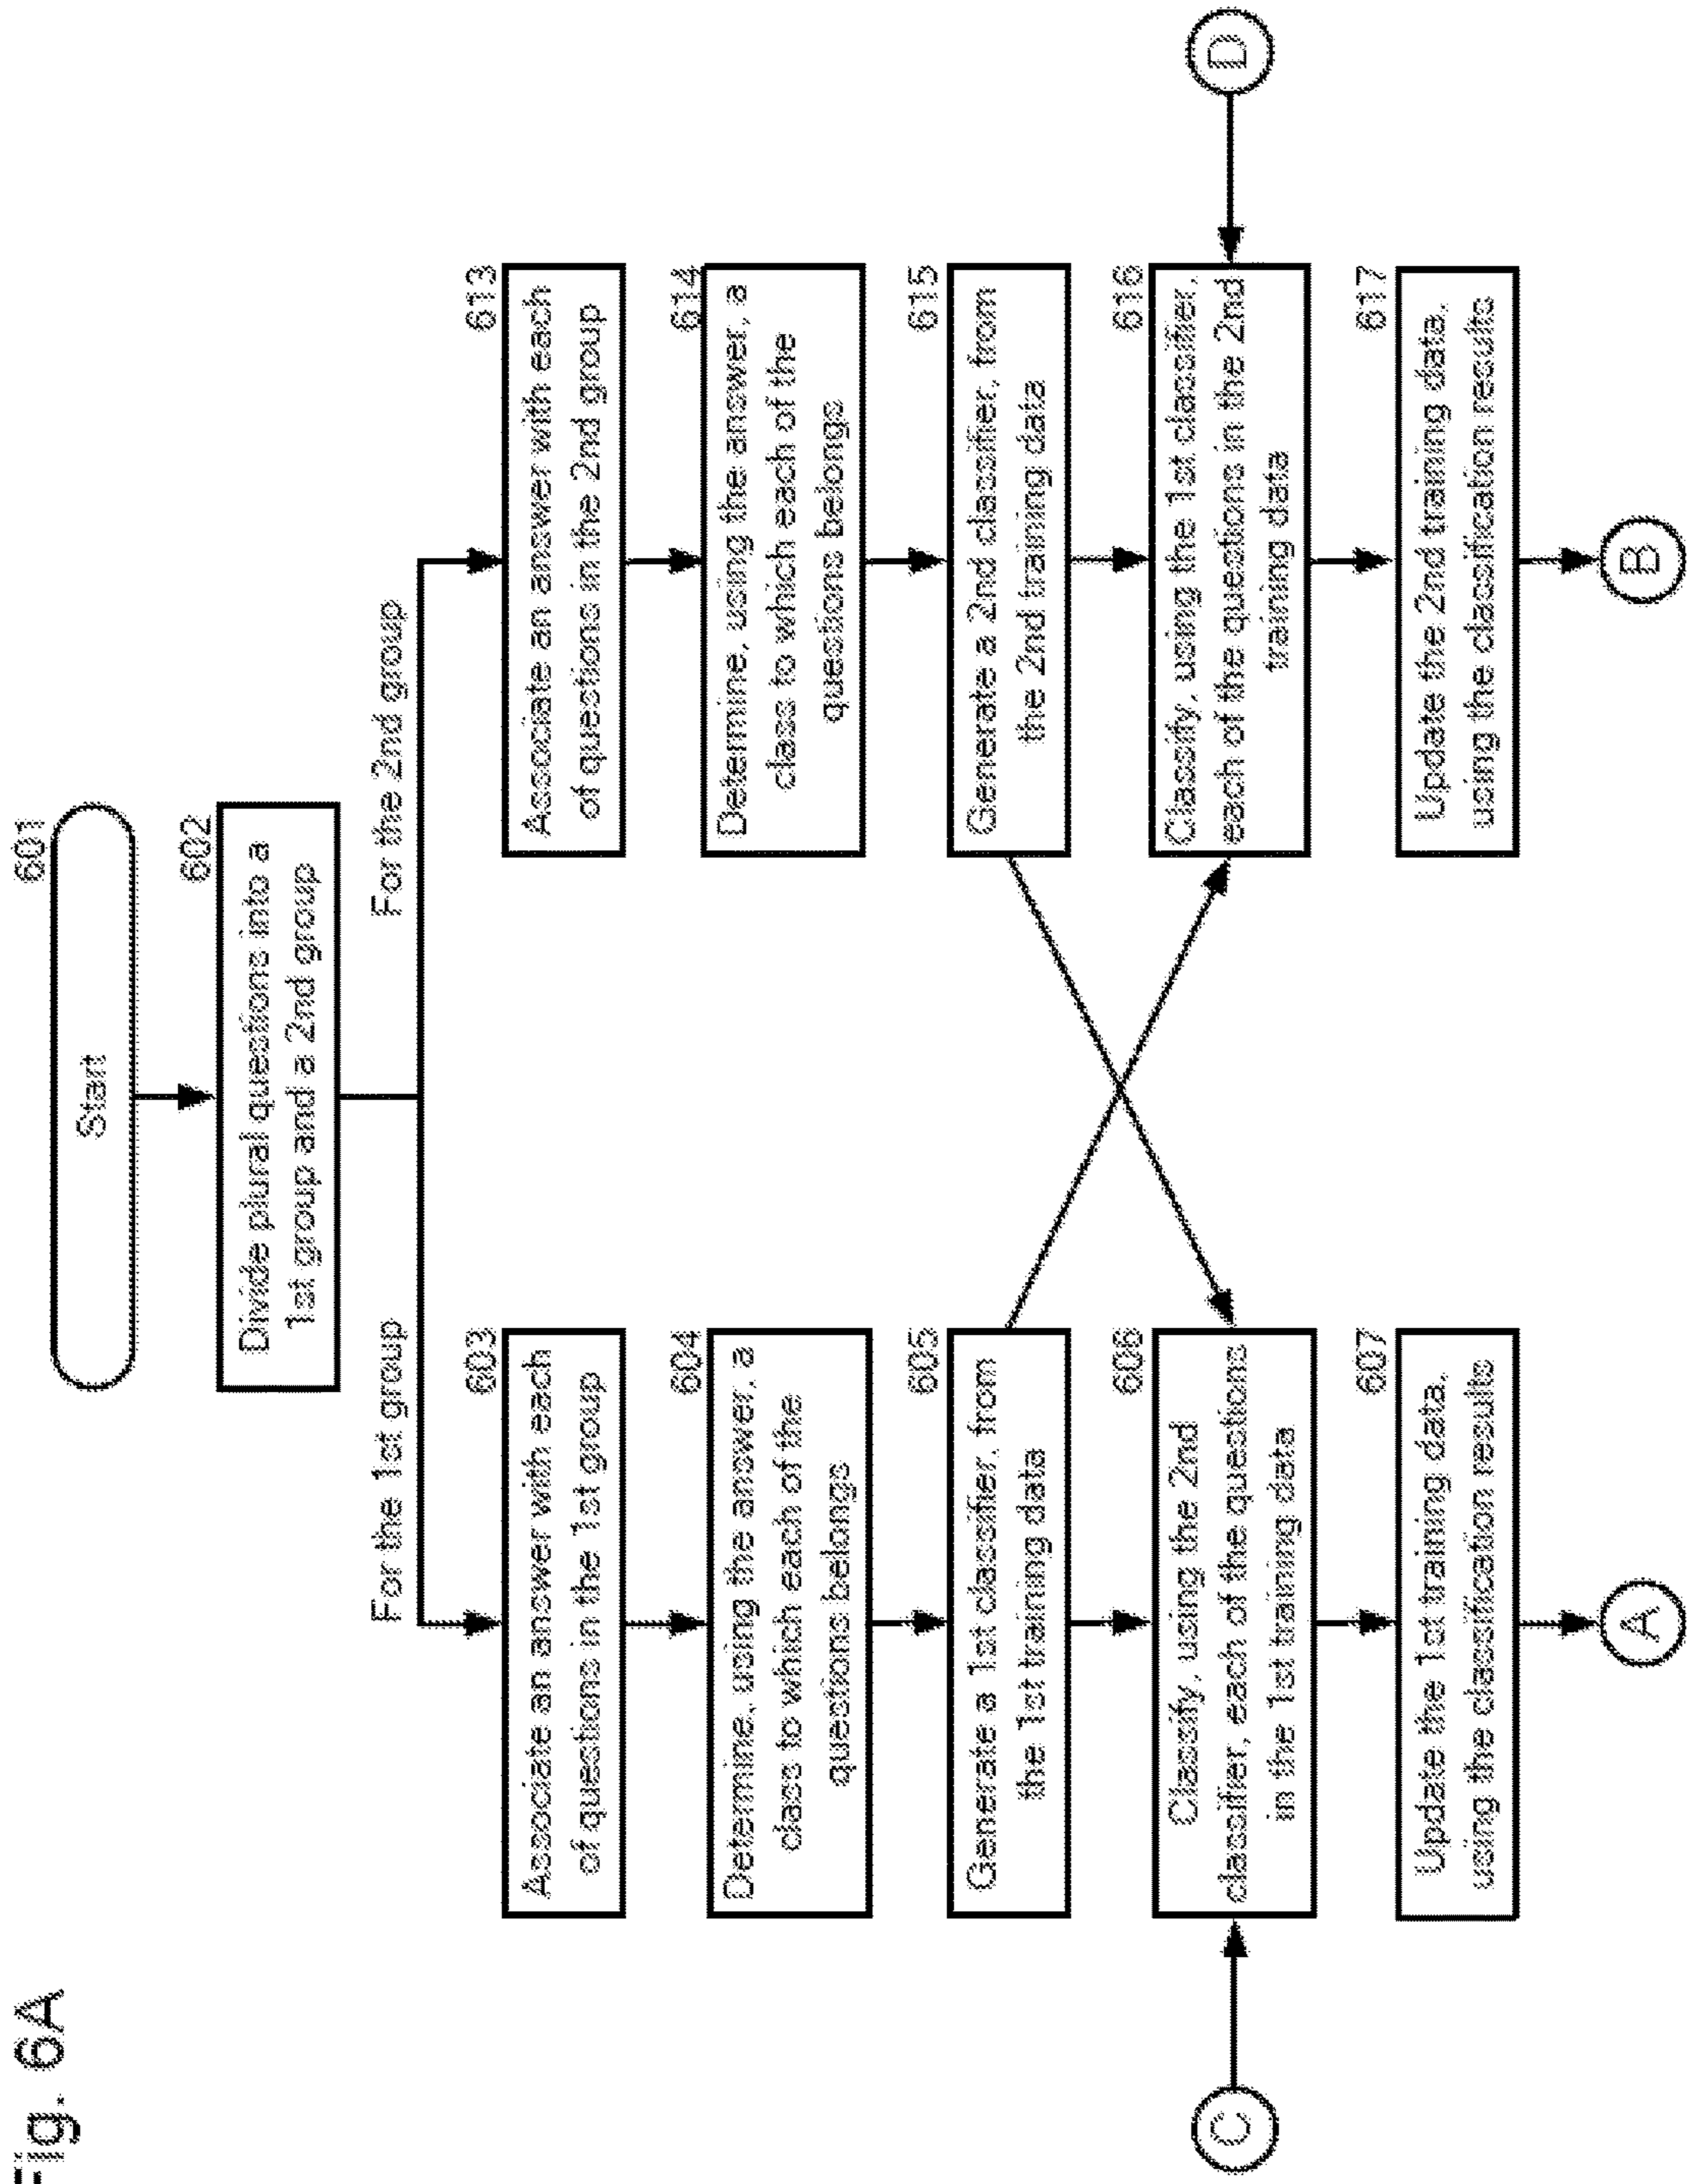 Fig. 6A
601
Start
602
Divide plural questions into a
1st group and a 2nd group
For the 1st group
For the 2nd group
603
Associate an answer with each
of questions in the 1st group
613
Associate an answer with each
of questions in the 2nd group
604
Determine, using the answer, a
class to which each of the
questions belongs
614
Determine, using the answer, a
class to which each of the
questions belongs
605
Generate a 1st classifier, from
the 1st training data
615
Generate a 2nd classifier, from
the 2nd training data
606
Classify, using the 2nd
classifier, each of the questions
in the 1st training data
616
Classify, using the 1st classifier,
each of the questions in the 2nd
training data
C
D
607
Update the 1st training data,
using the classification results
617
Update the 2nd training data,
using the classification results
A
B